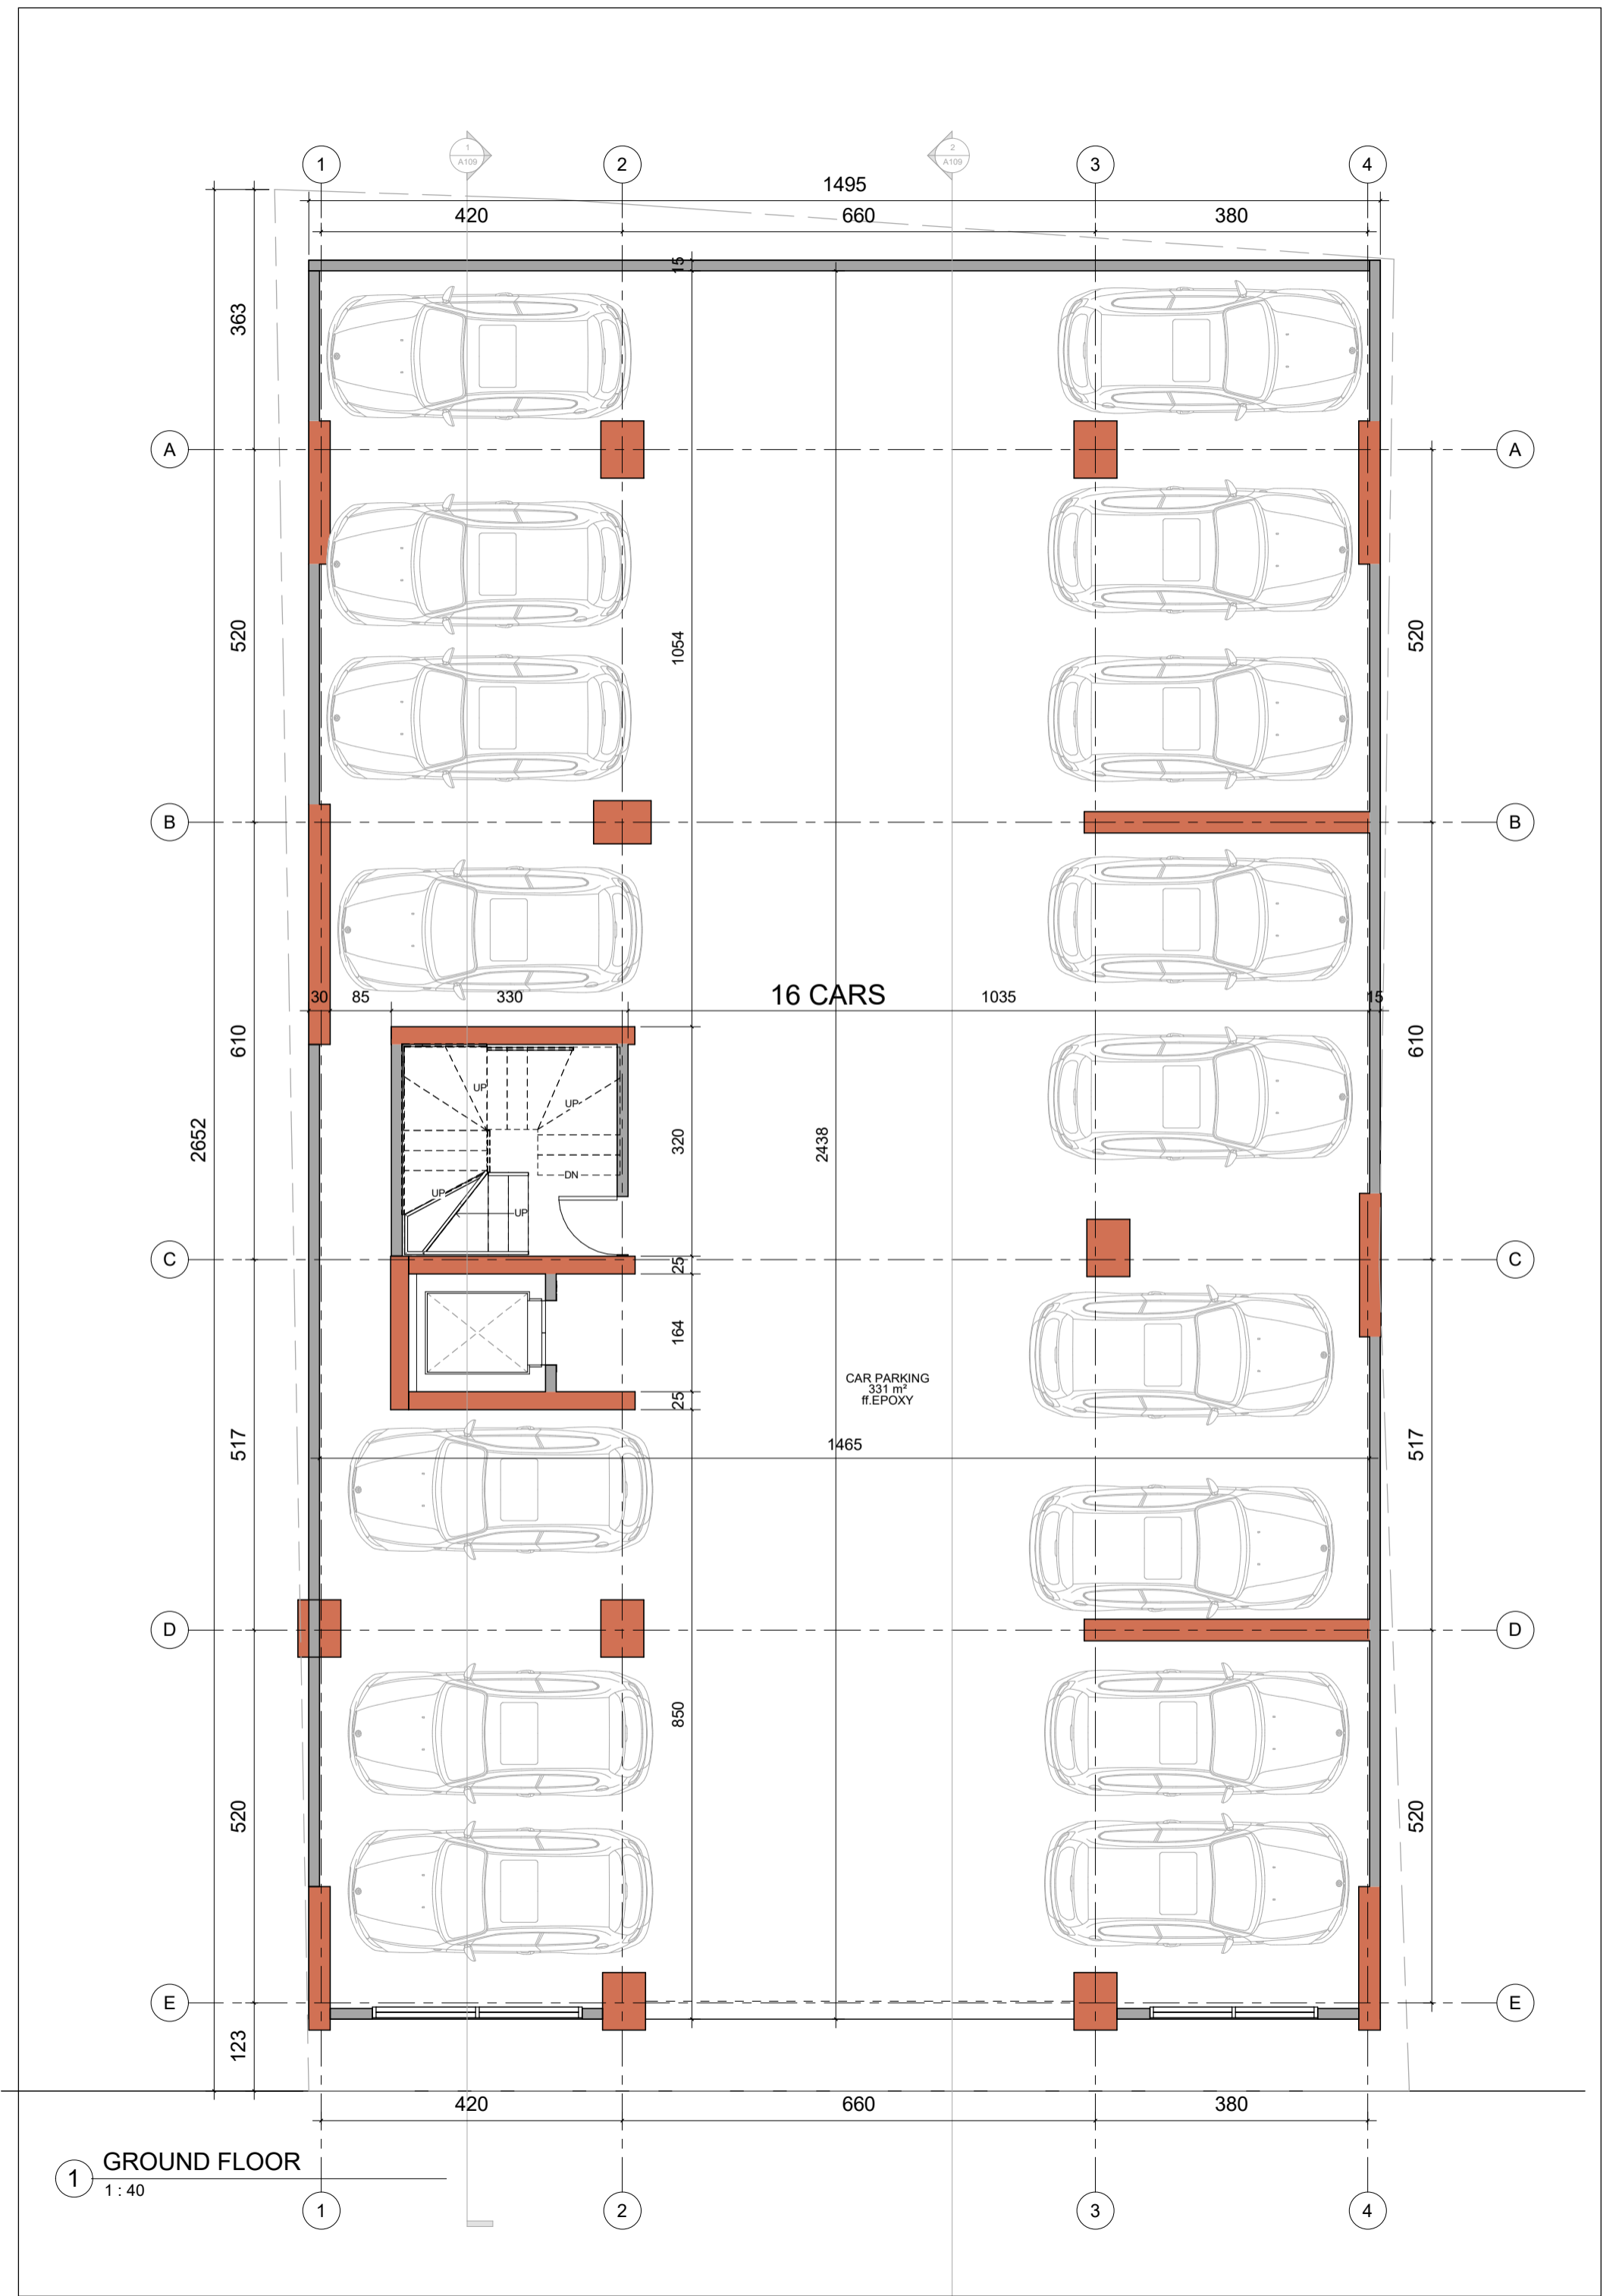 1
A109
2
A109
1
2
3
4
1495
420
660
380
15
363
A
A
520
1054
520
B
B
30
85
330
16 CARS
1035
15
610
610
UP
UP
2652
320
2438
DN
UP
UP
C
C
25
164
CAR PARKING
331 m²
ff.EPOXY
25
517
1465
517
D
D
850
520
520
E
E
123
420
660
380
1
GROUND FLOOR
1 : 40
1
2
3
4